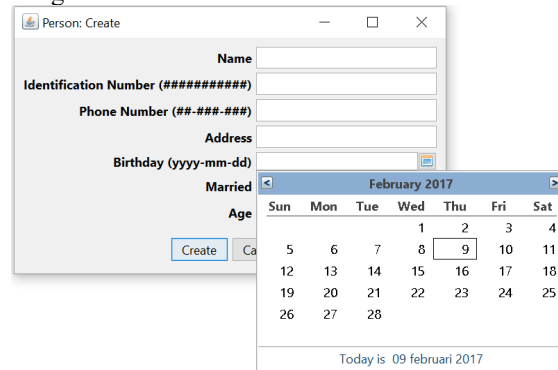 Person: Create
Name
Identification Number (###########)
Phone Number (##-###-###)
Address
Birthday (yyyy-mm-dd)
Married
Age
Create Ca
February 2017
Sun Mon Tue Wed Thu Fri Sat
1 2 3 4
5 6 7 8 9 10 11
12 13 14 15 16 17 18
19 20 21 22 23 24 25
26 27 28
Today is 09 februari 2017